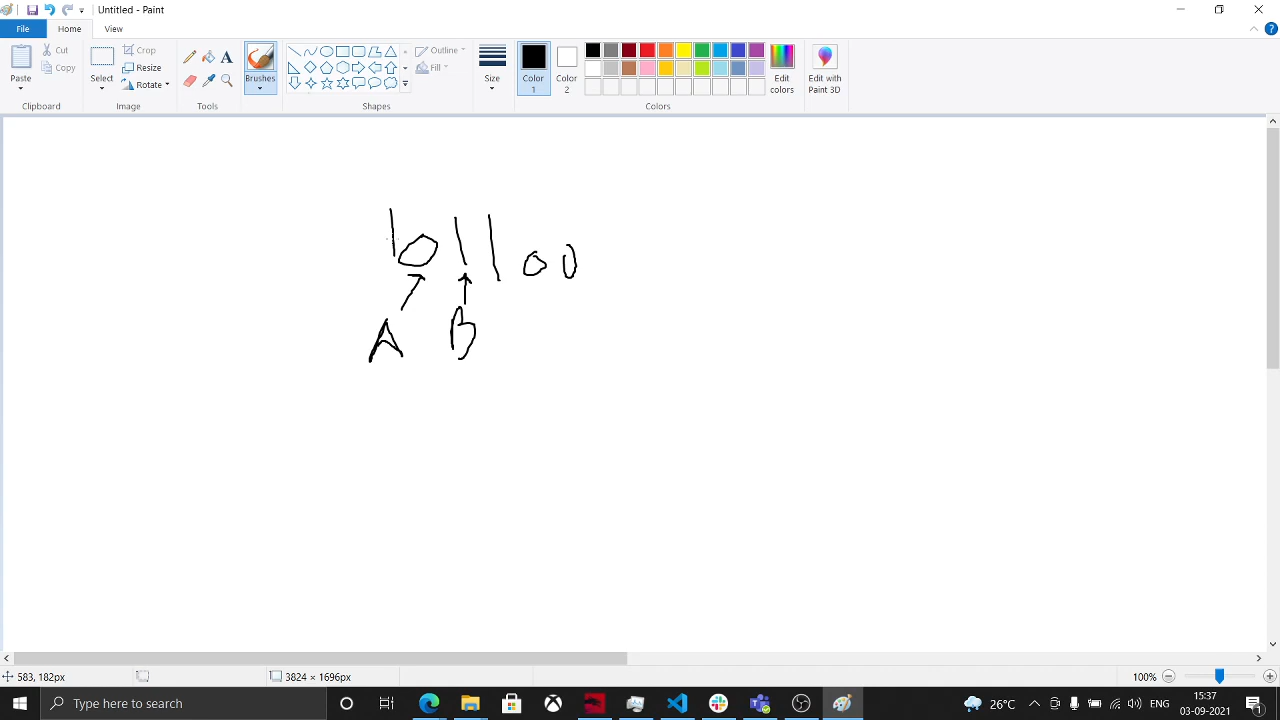 Untitled - Paint
File Home View
Paste Cut Copy Select Crop Resize Rotate Brushes Outline Fill Size Color 1 Color 2 Edit colors Edit with Paint 3D
Clipboard Image Tools Shapes Colors
101100
A B
583, 182px 3824 × 1696px 100%
Type here to search 26°C ENG 15:37 03-09-2021